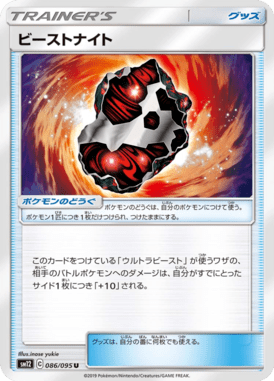 TRAINER'S グッズ
ビーストナイト
ポケモンのどうぐ
ポケモンのどうぐは、自分のポケモンにつけて使う。
ポケモン1匹につき1枚だけつけられ、つけたままにする。
このカードをつけている「ウルトラビースト」が使うワザの、
相手のバトルポケモンへのダメージは、自分がすでにとった
サイド1枚につき「+10」される。
グッズは、自分の番に何枚でも使える。
Illus.inose yukie
sm12 C 086/095 U
©2019 Pokémon/Nintendo/Creatures/GAME FREAK.